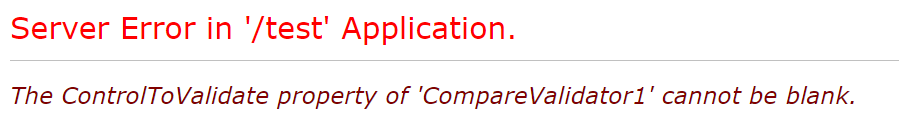 Server Error in '/test' Application.
The ControlToValidate property of 'CompareValidator1' cannot be blank.